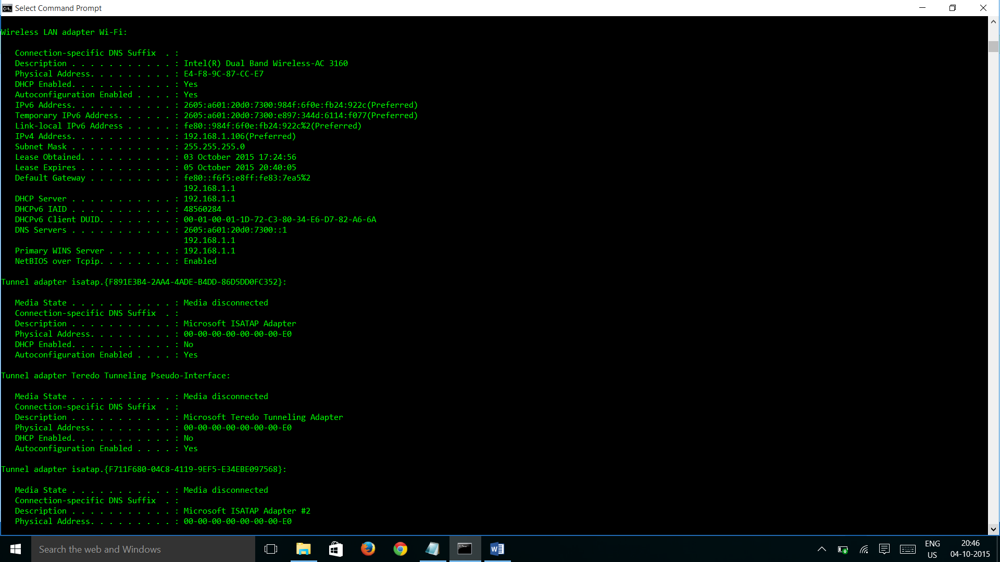 Select Command Prompt
Wireless LAN adapter Wi-Fi:
Connection-specific DNS Suffix  . :
Description . . . . . . . . . . . : Intel(R) Dual Band Wireless-AC 3160
Physical Address. . . . . . . . . : E4-F8-9C-87-CC-E7
DHCP Enabled. . . . . . . . . . . : Yes
Autoconfiguration Enabled . . . . : Yes
IPv6 Address. . . . . . . . . . . : 2605:a601:20d0:7300:984f:6f0e:fb24:922c(Preferred)
Temporary IPv6 Address. . . . . . : 2605:a601:20d0:7300:e897:344d:6114:f077(Preferred)
Link-local IPv6 Address . . . . . : fe80::984f:6f0e:fb24:922c%2(Preferred)
IPv4 Address. . . . . . . . . . . : 192.168.1.106(Preferred)
Subnet Mask . . . . . . . . . . . : 255.255.255.0
Lease Obtained. . . . . . . . . . : 03 October 2015 17:24:56
Lease Expires . . . . . . . . . . : 05 October 2015 20:40:05
Default Gateway . . . . . . . . . : fe80::f6f5:e8ff:fe83:7ea5%2
192.168.1.1
DHCP Server . . . . . . . . . . . : 192.168.1.1
DHCPv6 IAID . . . . . . . . . . . : 48560284
DHCPv6 Client DUID. . . . . . . . : 00-01-00-01-1D-72-C3-80-34-E6-D7-82-A6-6A
DNS Servers . . . . . . . . . . . : 2605:a601:20d0:7300::1
192.168.1.1
Primary WINS Server . . . . . . . : 192.168.1.1
NetBIOS over Tcpip. . . . . . . . : Enabled
Tunnel adapter isatap.{F891E3B4-2AA4-4ADE-B4DD-86D5DD0FC352}:
Media State . . . . . . . . . . . : Media disconnected
Connection-specific DNS Suffix  . :
Description . . . . . . . . . . . : Microsoft ISATAP Adapter
Physical Address. . . . . . . . . : 00-00-00-00-00-00-00-E0
DHCP Enabled. . . . . . . . . . . : No
Autoconfiguration Enabled . . . . : Yes
Tunnel adapter Teredo Tunneling Pseudo-Interface:
Media State . . . . . . . . . . . : Media disconnected
Connection-specific DNS Suffix  . :
Description . . . . . . . . . . . : Microsoft Teredo Tunneling Adapter
Physical Address. . . . . . . . . : 00-00-00-00-00-00-00-E0
DHCP Enabled. . . . . . . . . . . : No
Autoconfiguration Enabled . . . . : Yes
Tunnel adapter isatap.{F711F680-04C8-4119-9EF5-E34EBE097568}:
Media State . . . . . . . . . . . : Media disconnected
Connection-specific DNS Suffix  . :
Description . . . . . . . . . . . : Microsoft ISATAP Adapter #2
Physical Address. . . . . . . . . : 00-00-00-00-00-00-00-E0
Search the web and Windows
ENG
US
20:46
04-10-2015